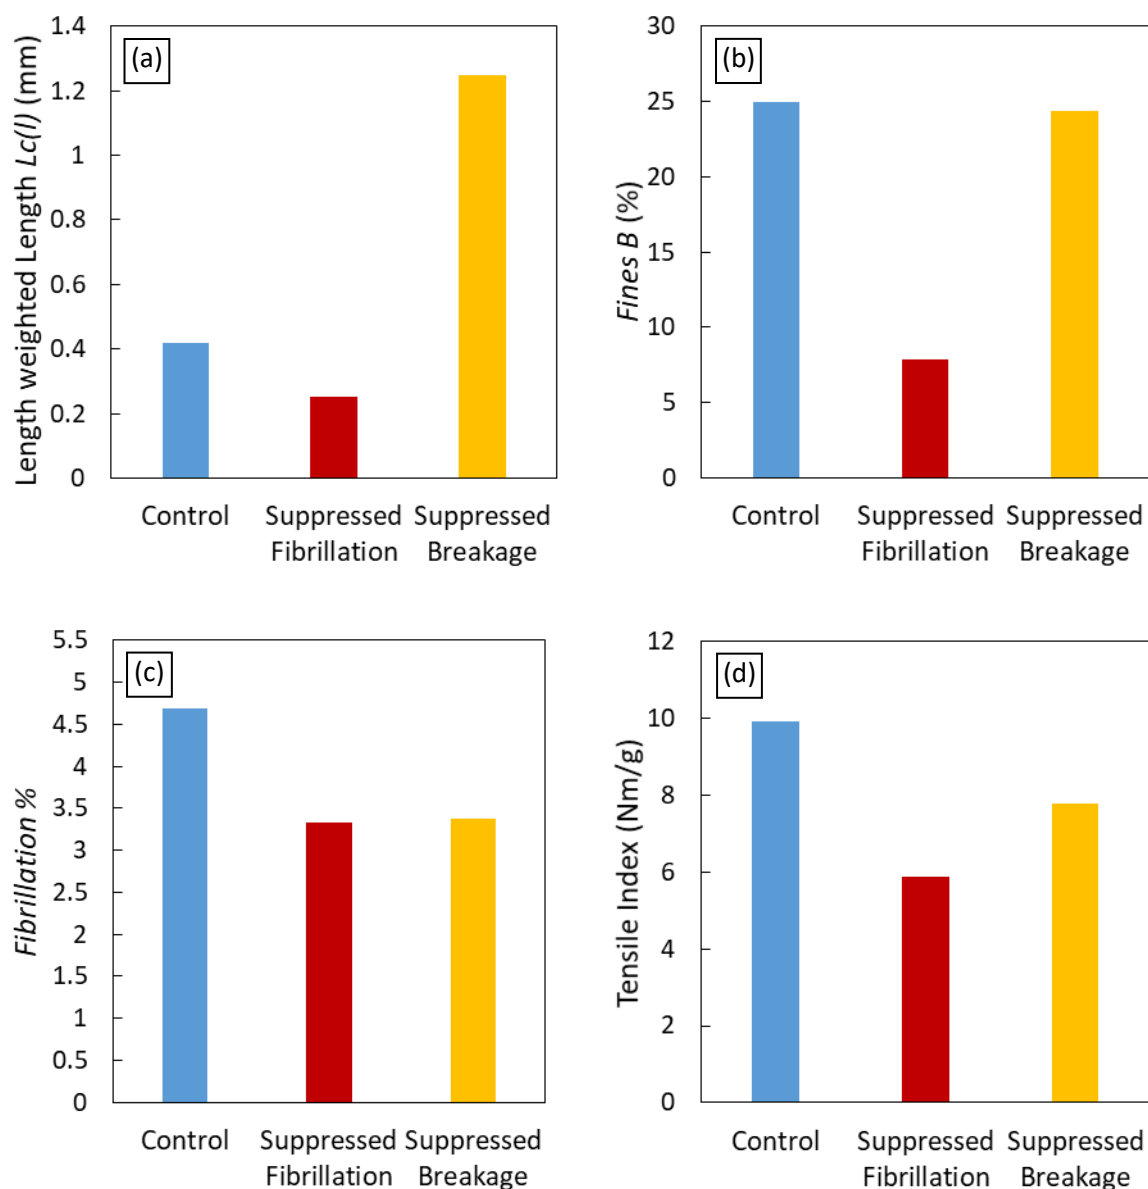 (a)
Length weighted Length Lc(l) (mm)
1.4
1.2
1
0.8
0.6
0.4
0.2
0
Control
Suppressed Fibrillation
Suppressed Breakage
(b)
Fines B (%)
30
25
20
15
10
5
0
Control
Suppressed Fibrillation
Suppressed Breakage
(c)
Fibrillation %
5.5
5
4.5
4
3.5
3
2.5
2
1.5
1
0.5
0
Control
Suppressed Fibrillation
Suppressed Breakage
(d)
Tensile Index (Nm/g)
12
10
8
6
4
2
0
Control
Suppressed Fibrillation
Suppressed Breakage